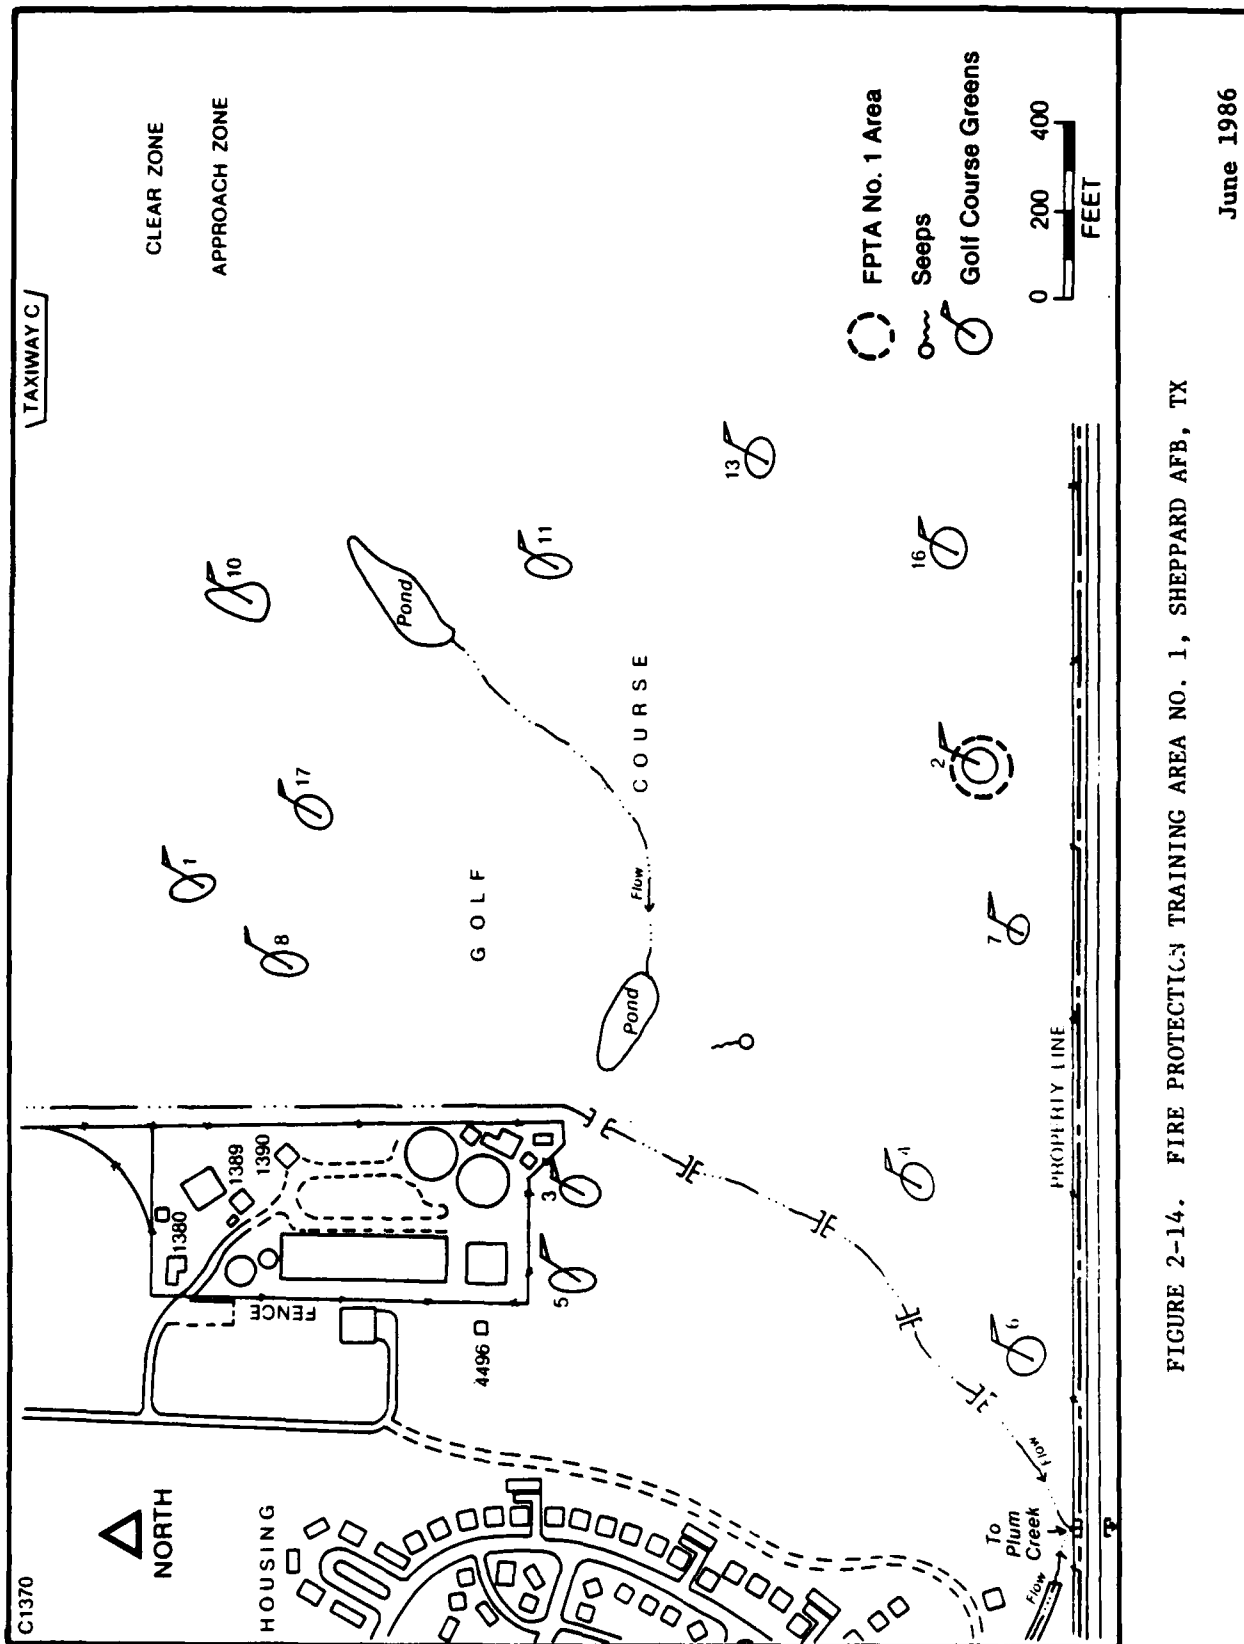 C1370
TAXIWAY C
CLEAR ZONE
APPROACH ZONE
NORTH
HOUSING
1380
1389
1390
FENCE
4496
1
8
17
10
Pond
11
GOLF
COURSE
Flow
Pond
3
5
13
16
2
7
4
6
PROPERTY LINE
Flow
To
Plum
Creek
Flow
FPTA No. 1 Area
Seeps
Golf Course Greens
0 200 400
FEET
FIGURE 2-14. FIRE PROTECTION TRAINING AREA NO. 1, SHEPPARD AFB, TX
June 1986